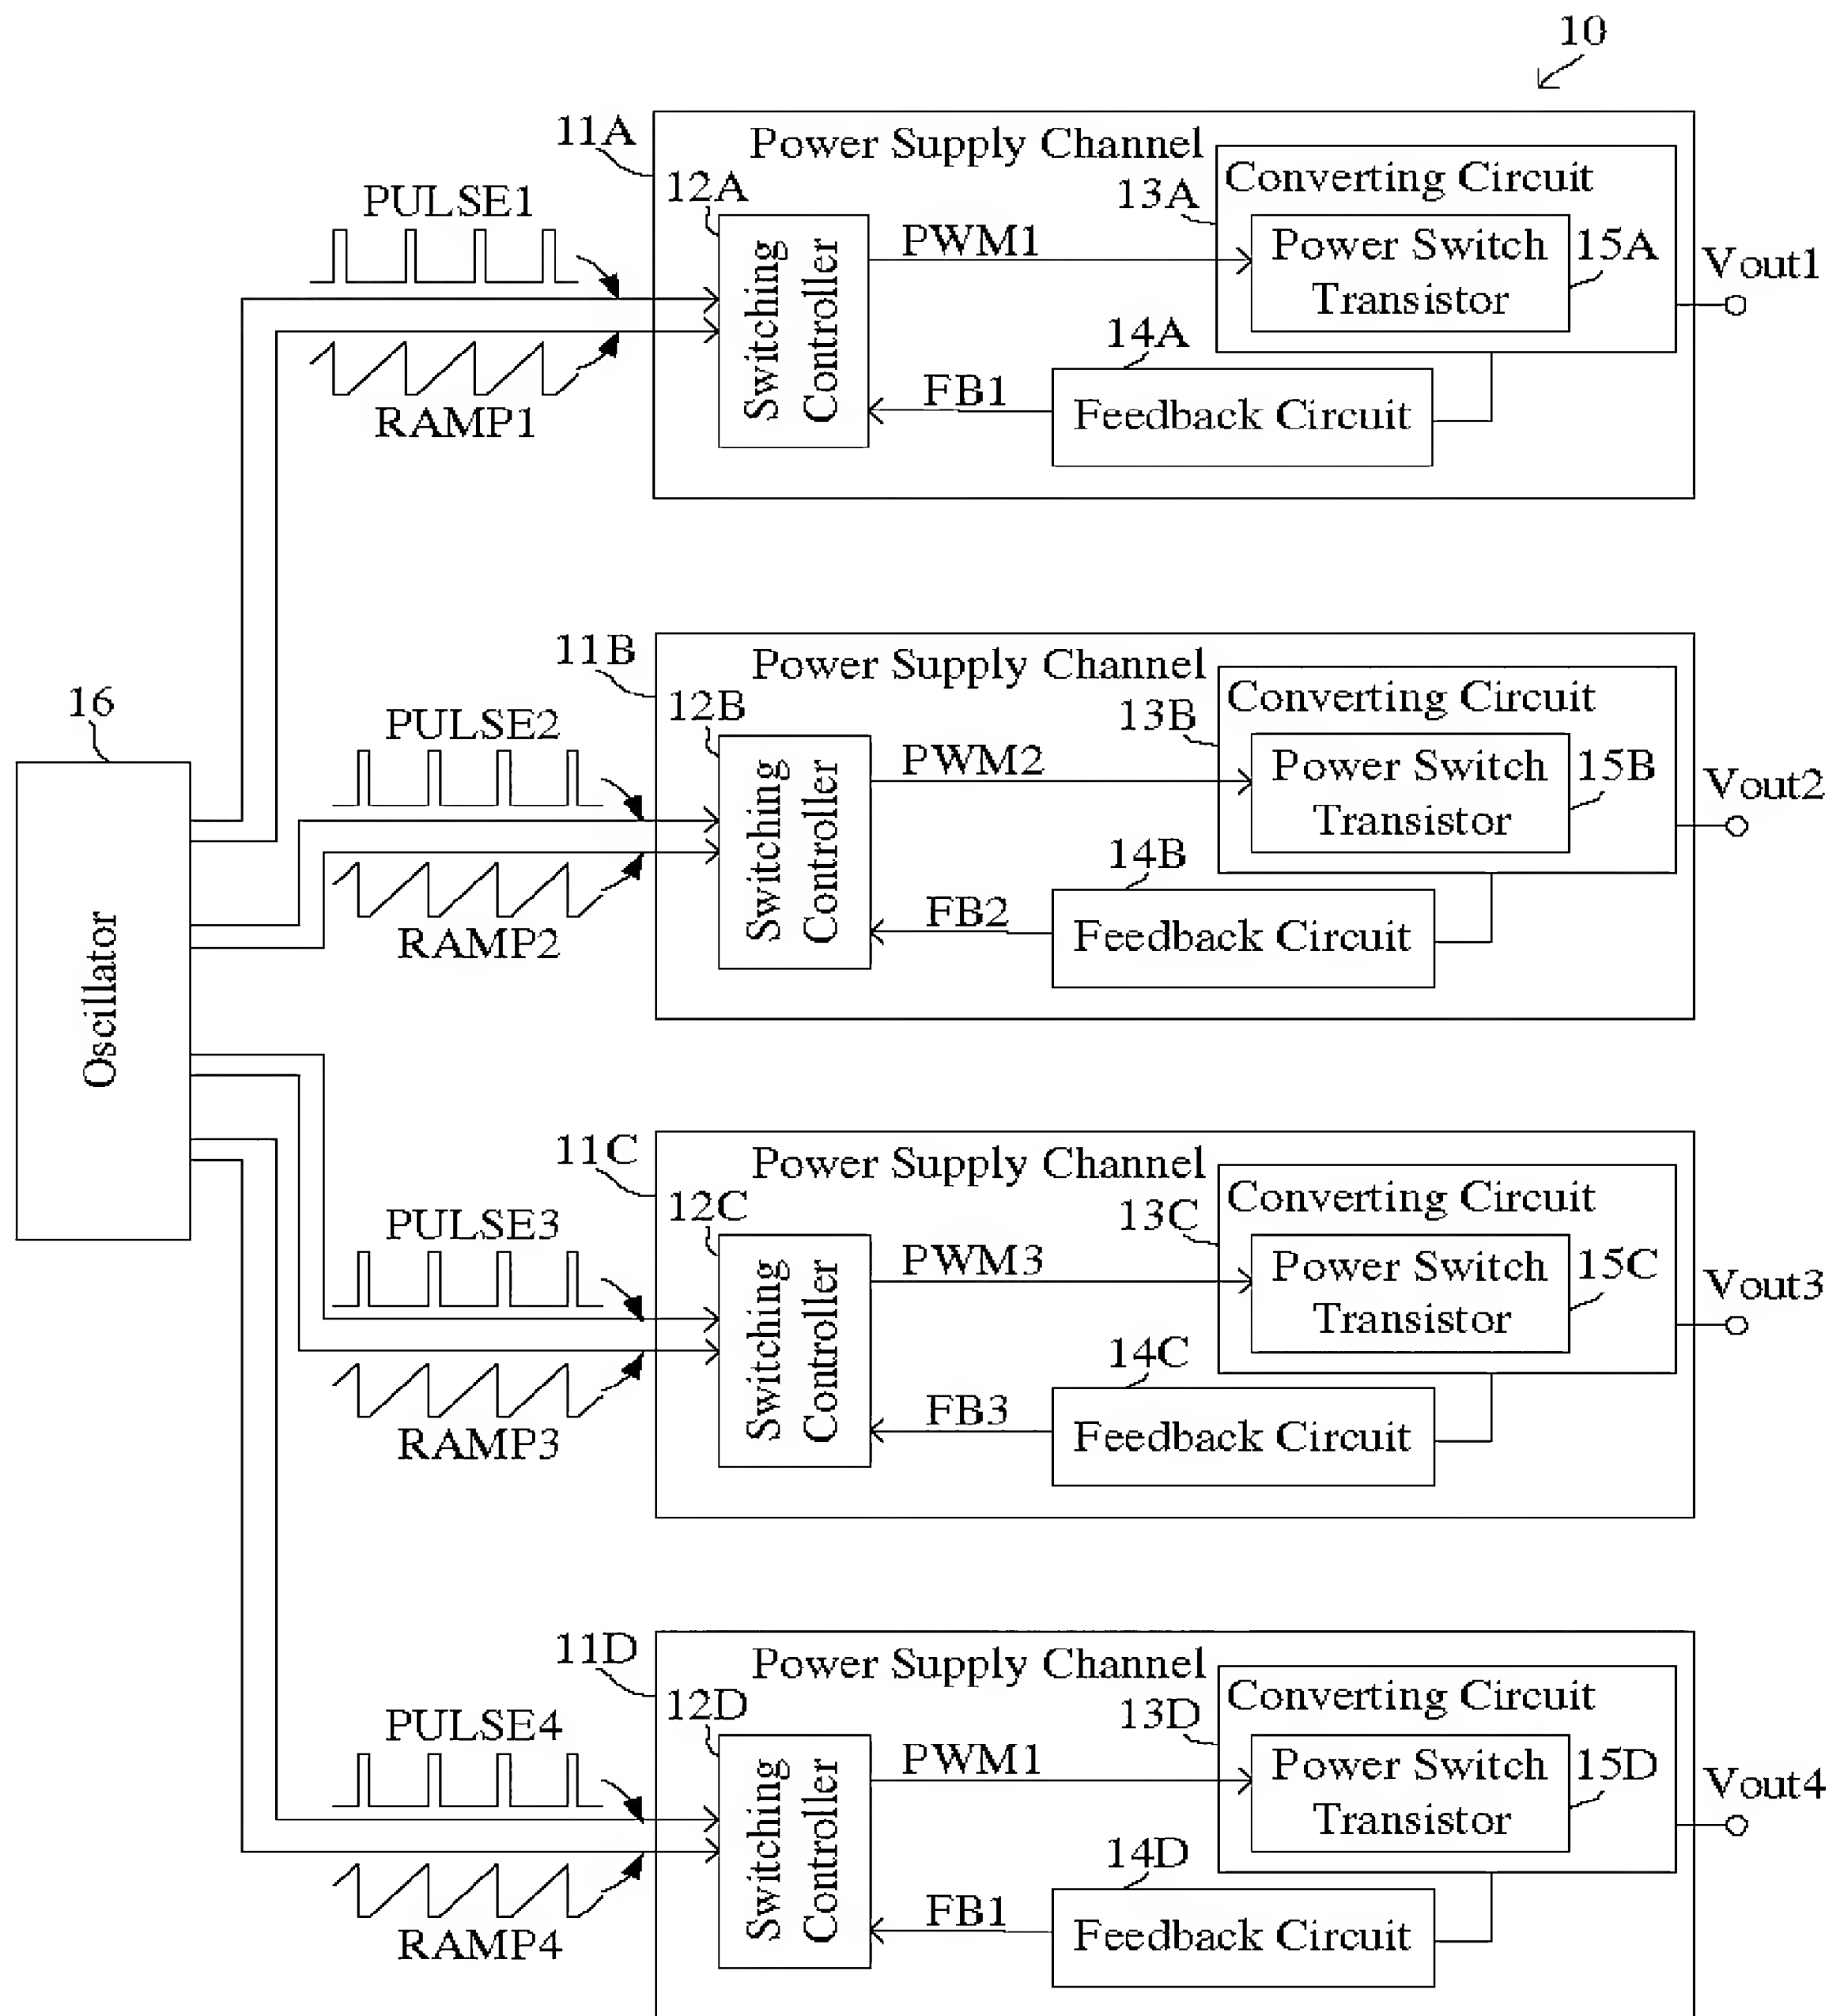 10
11A
Power Supply Channel
12A
13A
Converting Circuit
PULSE1
PWM1
Power Switch
Transistor
15A
Vout1
Switching
Controller
14A
RAMP1
FB1
Feedback Circuit
11B
Power Supply Channel
12B
13B
Converting Circuit
16
PULSE2
PWM2
Power Switch
Transistor
15B
Vout2
Switching
Controller
14B
RAMP2
FB2
Feedback Circuit
Oscillator
11C
Power Supply Channel
12C
13C
Converting Circuit
PULSE3
PWM3
Power Switch
Transistor
15C
Vout3
Switching
Controller
14C
RAMP3
FB3
Feedback Circuit
11D
Power Supply Channel
12D
13D
Converting Circuit
PULSE4
PWM1
Power Switch
Transistor
15D
Vout4
Switching
Controller
14D
RAMP4
FB1
Feedback Circuit